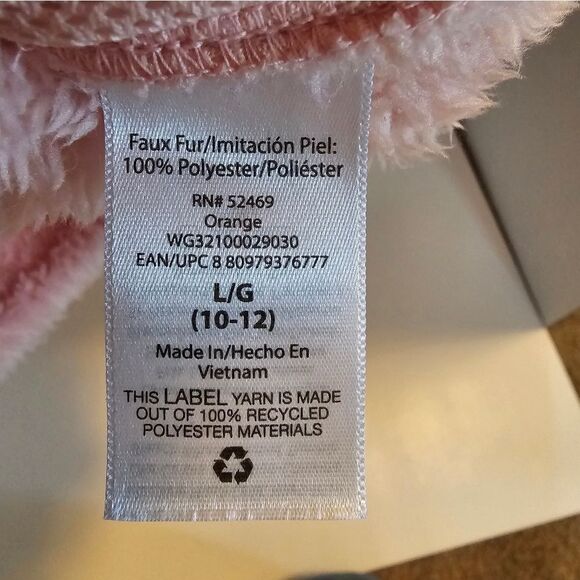 Faux Fur/Imitación Piel:
100% Polyester/Poliéster
RN# 52469
Orange
WG32100029030
EAN/UPC 8 80979376777
L/G
(10-12)
Made In/Hecho En
Vietnam
THIS LABEL YARN IS MADE
OUT OF 100% RECYCLED
POLYESTER MATERIALS